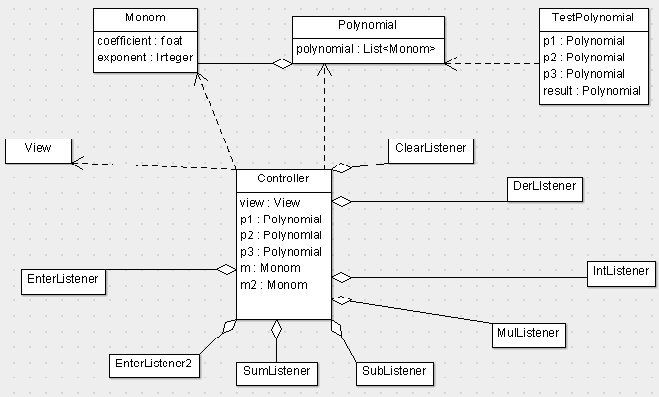 Monom
coefficient : foat
exponent : Irteger
Polynomial
polynomial : List<Monom>
TestPolynomial
p1 : Polynomial
p2 : Polynomial
p3 : Polynomial
result : Polynomial
View
ClearListener
Controller
view : View
p1 : Polynomial
p2 : Polynomial
p3 : Polynomial
m : Monom
m2 : Monom
DerListener
EnterListener
IntListener
MulListener
EnterListener2
SumListener
SubListener